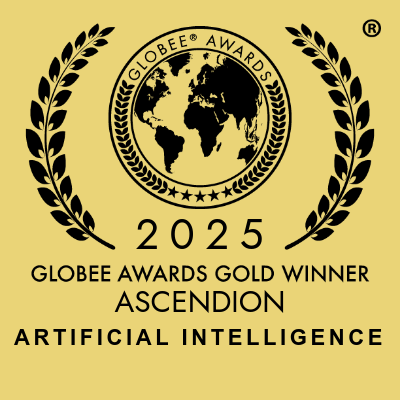 ®
GLOBEE® AWARDS
2025
GLOBEE AWARDS GOLD WINNER
ASCENDION
ARTIFICIAL INTELLIGENCE